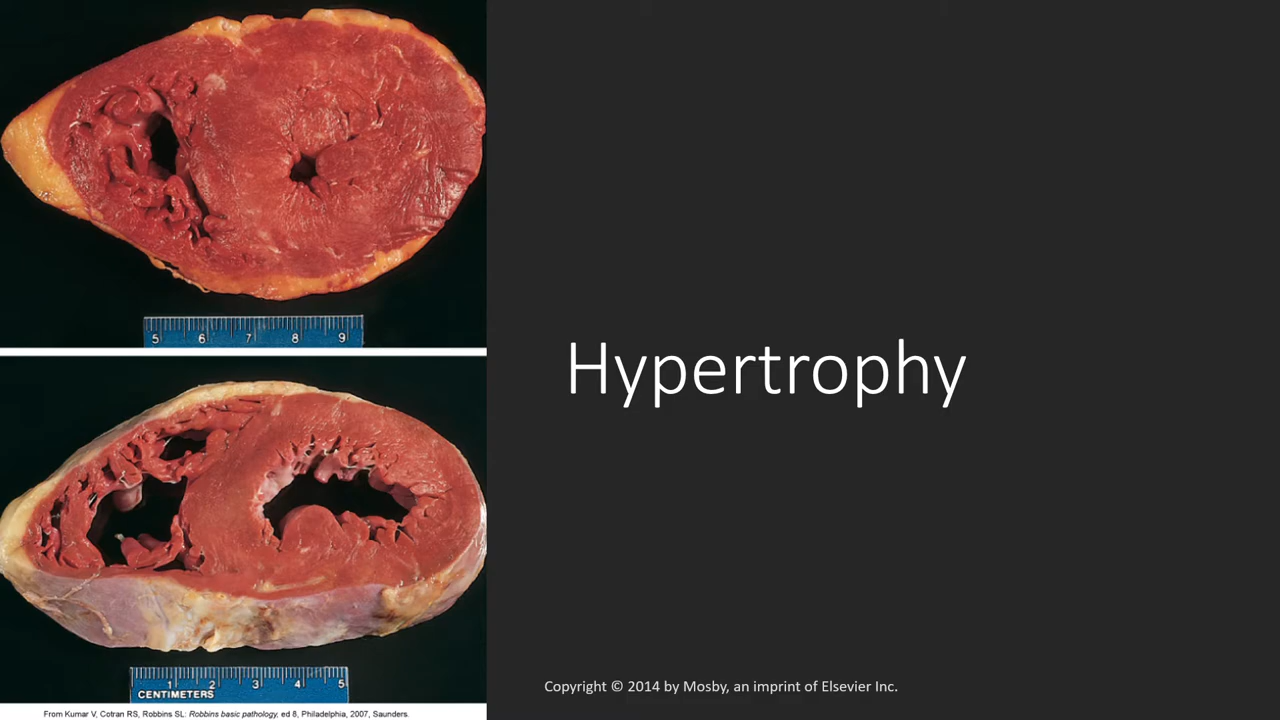 5 6 7 8 9
1 2 3 4 5
CENTIMETERS
From Kumar V, Cotran RS, Robbins SL: Robbins basic pathology, ed 8, Philadelphia, 2007, Saunders.
Hypertrophy
Copyright © 2014 by Mosby, an imprint of Elsevier Inc.